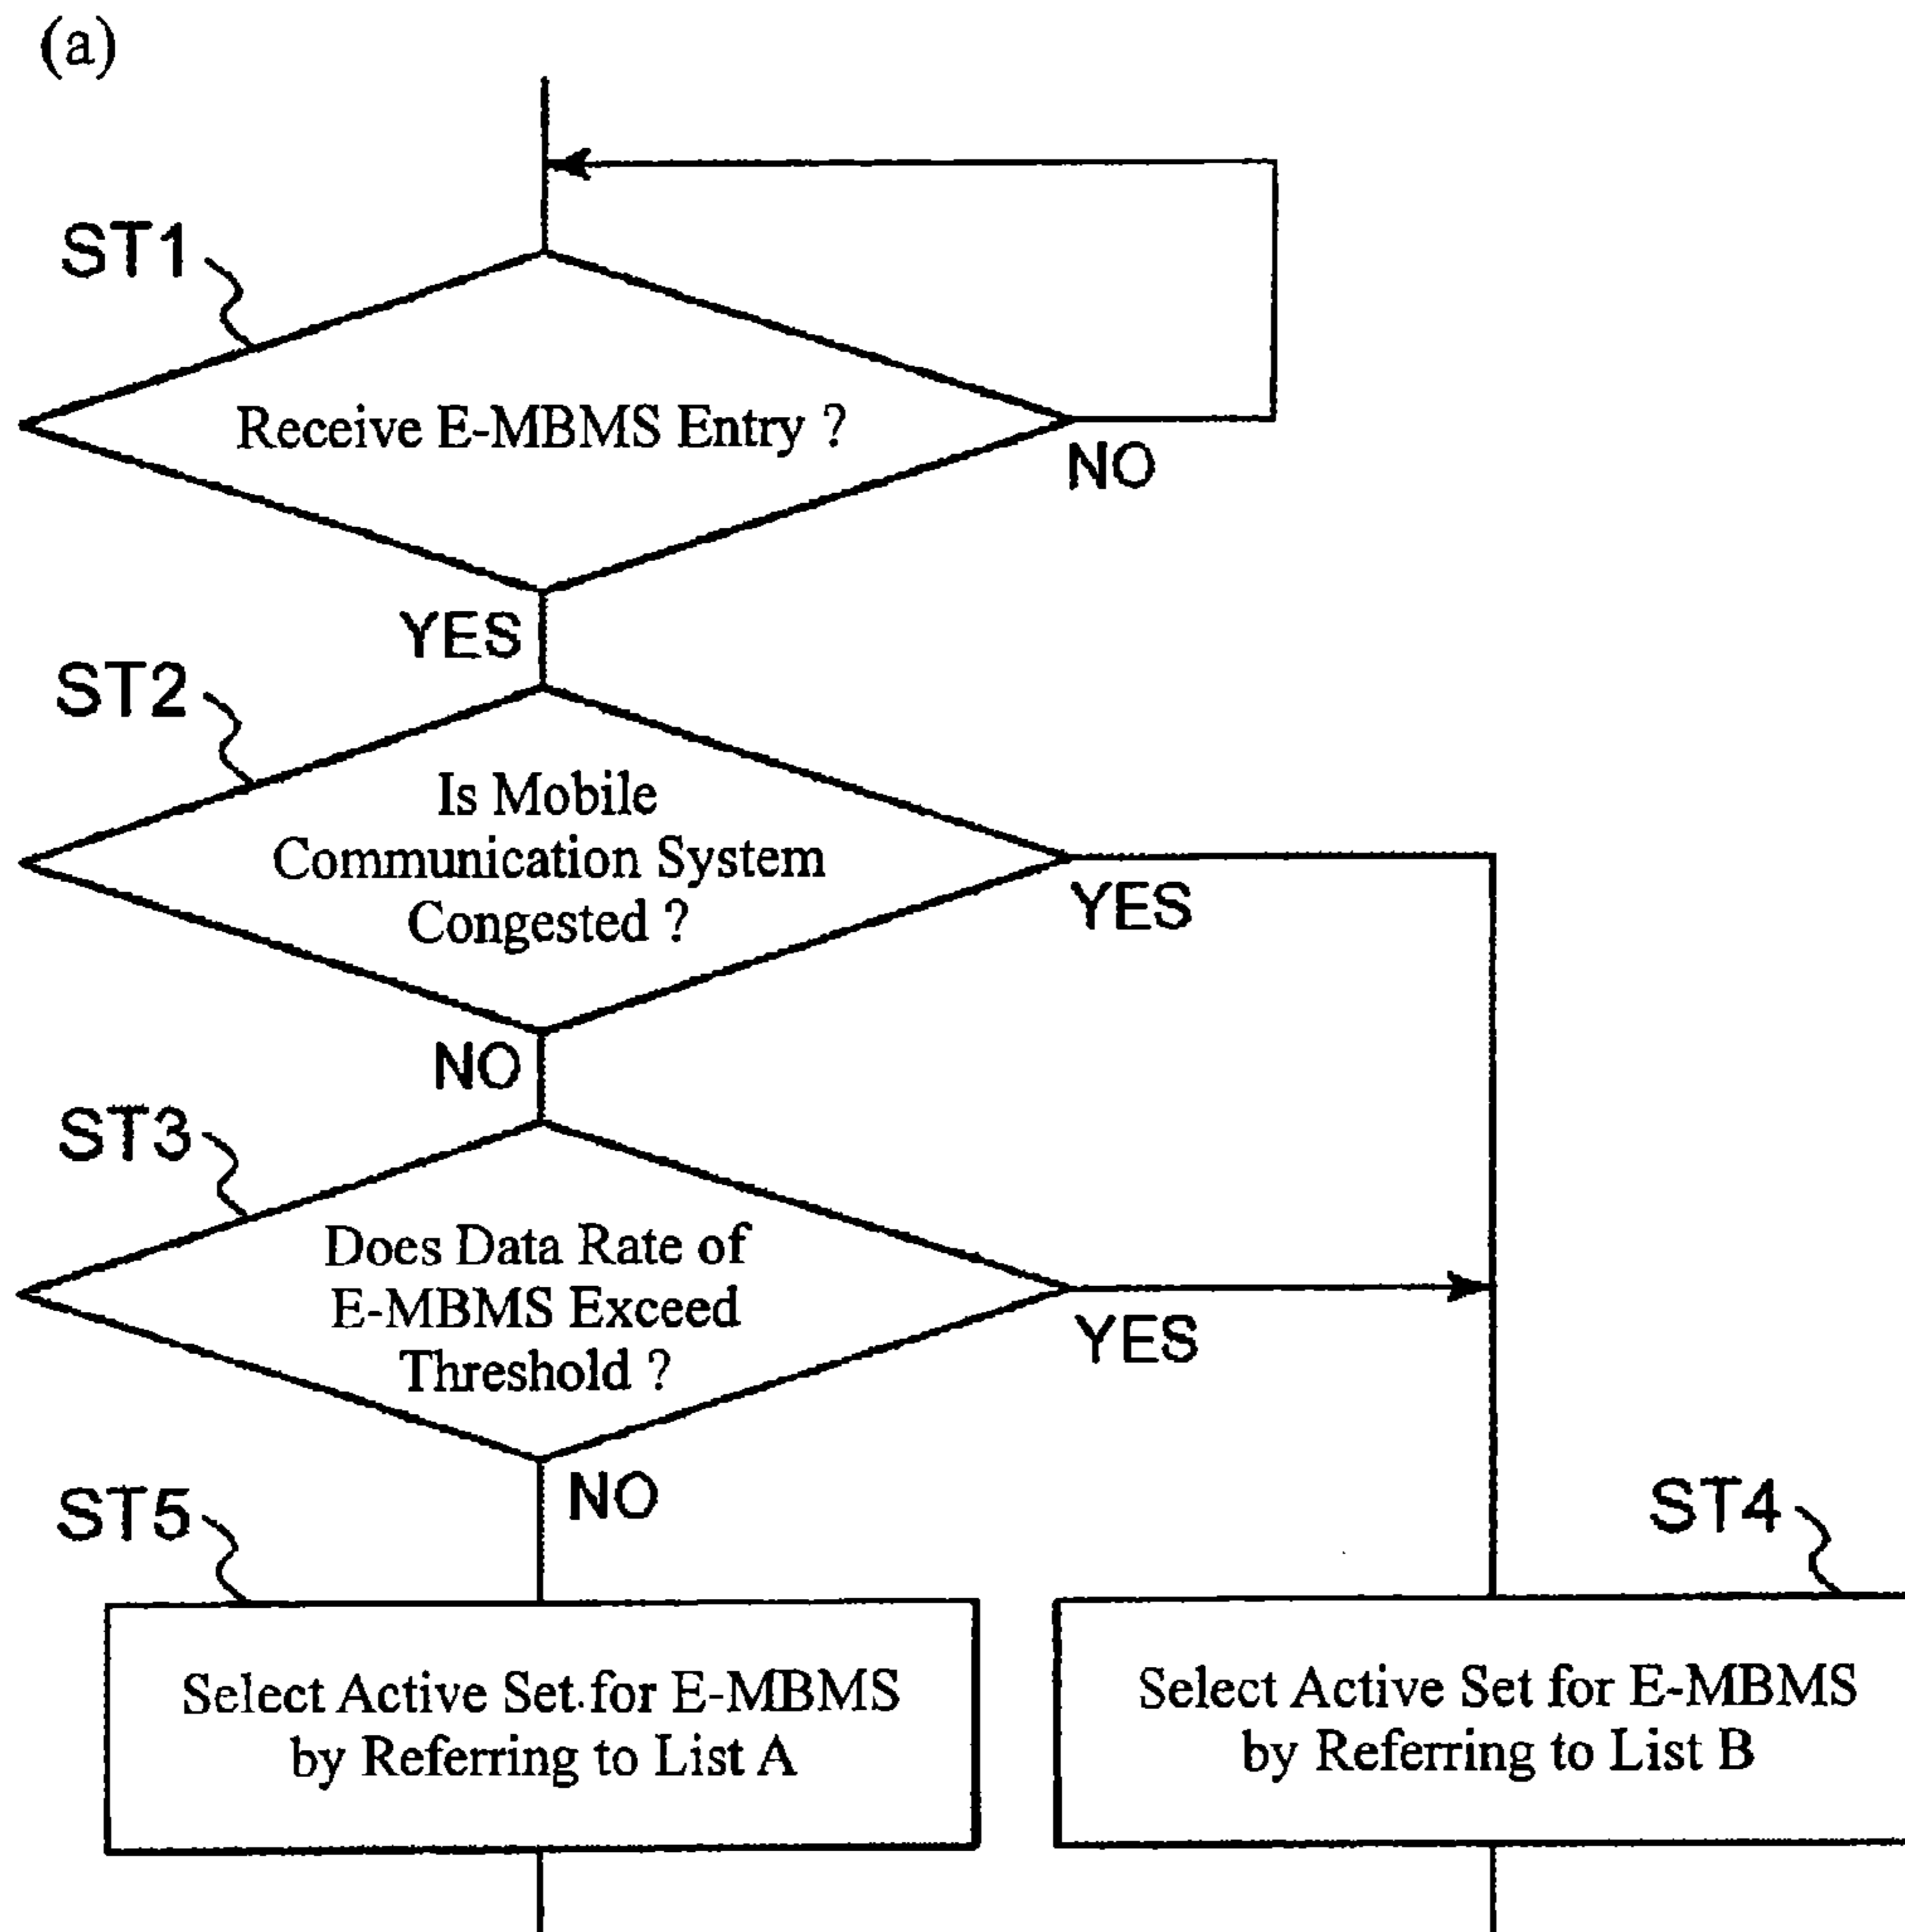 (a)
ST1
Receive E-MBMS Entry ?
NO
YES
ST2
Is Mobile
Communication System
Congested ?
YES
NO
ST3
Does Data Rate of
E-MBMS Exceed
Threshold ?
YES
NO
ST5
ST4
Select Active Set for E-MBMS
by Referring to List A
Select Active Set for E-MBMS
by Referring to List B